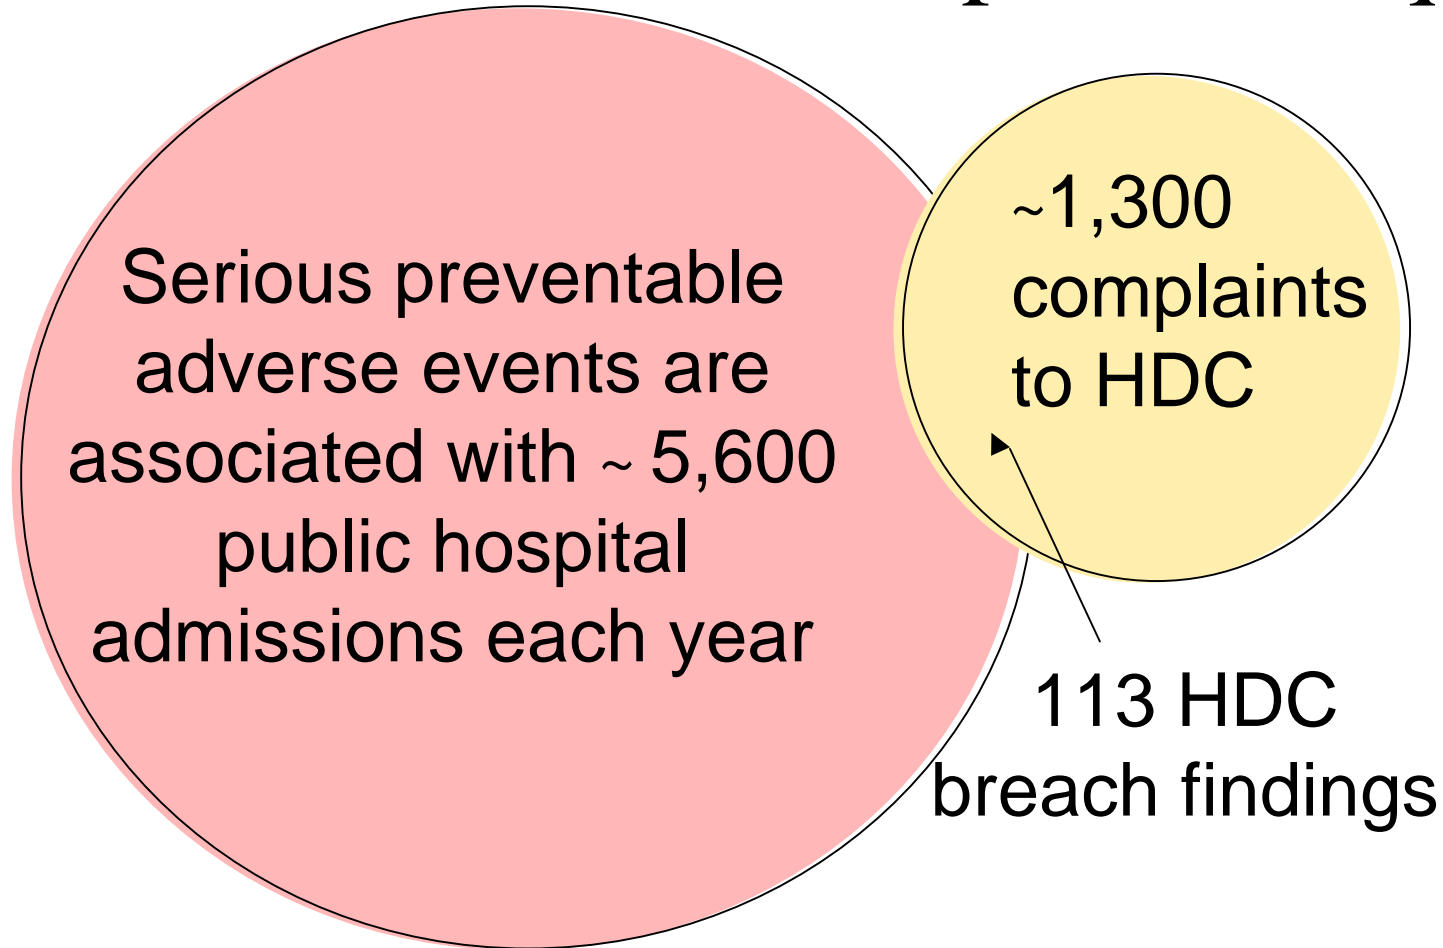 Serious preventable
adverse events are
associated with ~ 5,600
public hospital
admissions each year
~1,300
complaints
to HDC
113 HDC
breach findings